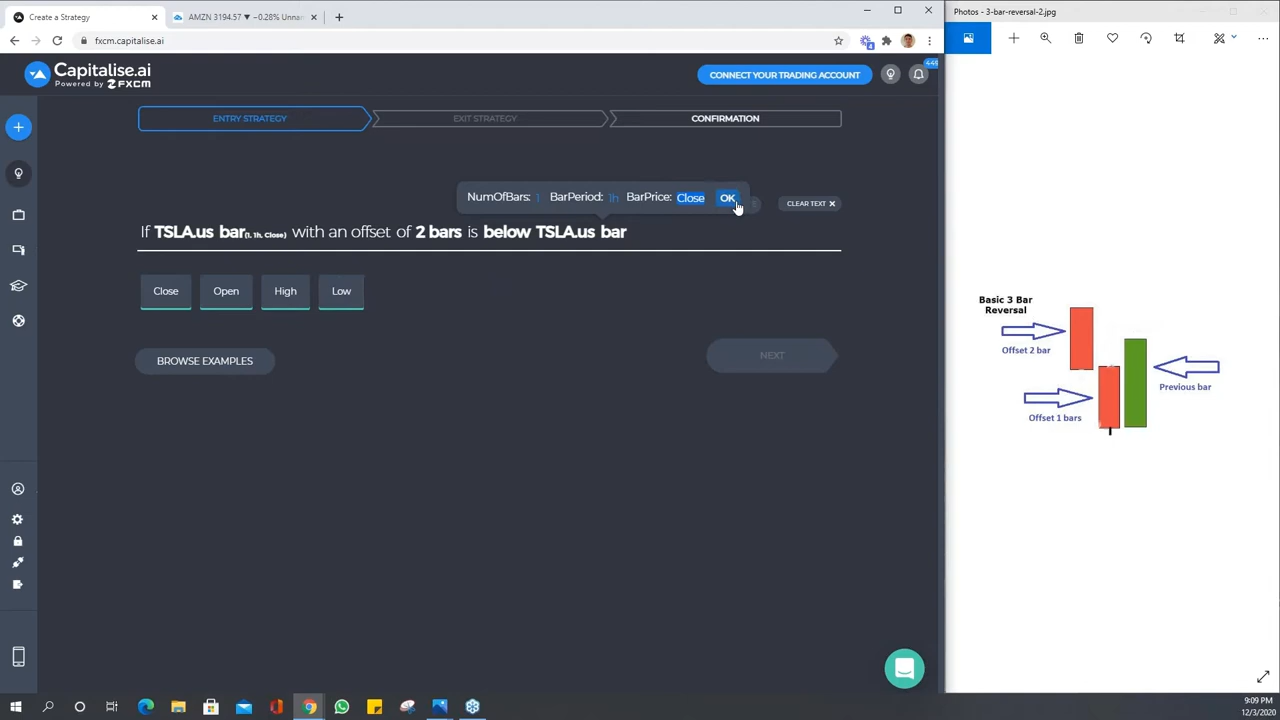 Create a Strategy
AMZN 3194.57 ▼ −0.28% Unna
fxcm.capitalise.ai
4
Capitalise.ai
Powered by FXCM
CONNECT YOUR TRADING ACCOUNT
449
ENTRY STRATEGY
EXIT STRATEGY
CONFIRMATION
NumOfBars: 1 BarPeriod: 1h BarPrice: Close OK
CLEAR TEXT ×
If TSLA.us bar(1, 1h, Close) with an offset of 2 bars is below TSLA.us bar
Close Open High Low
BROWSE EXAMPLES
NEXT
Photos - 3-bar-reversal-2.jpg
Basic 3 Bar
Reversal
Offset 2 bar
Previous bar
Offset 1 bars
9:09 PM
12/3/2020